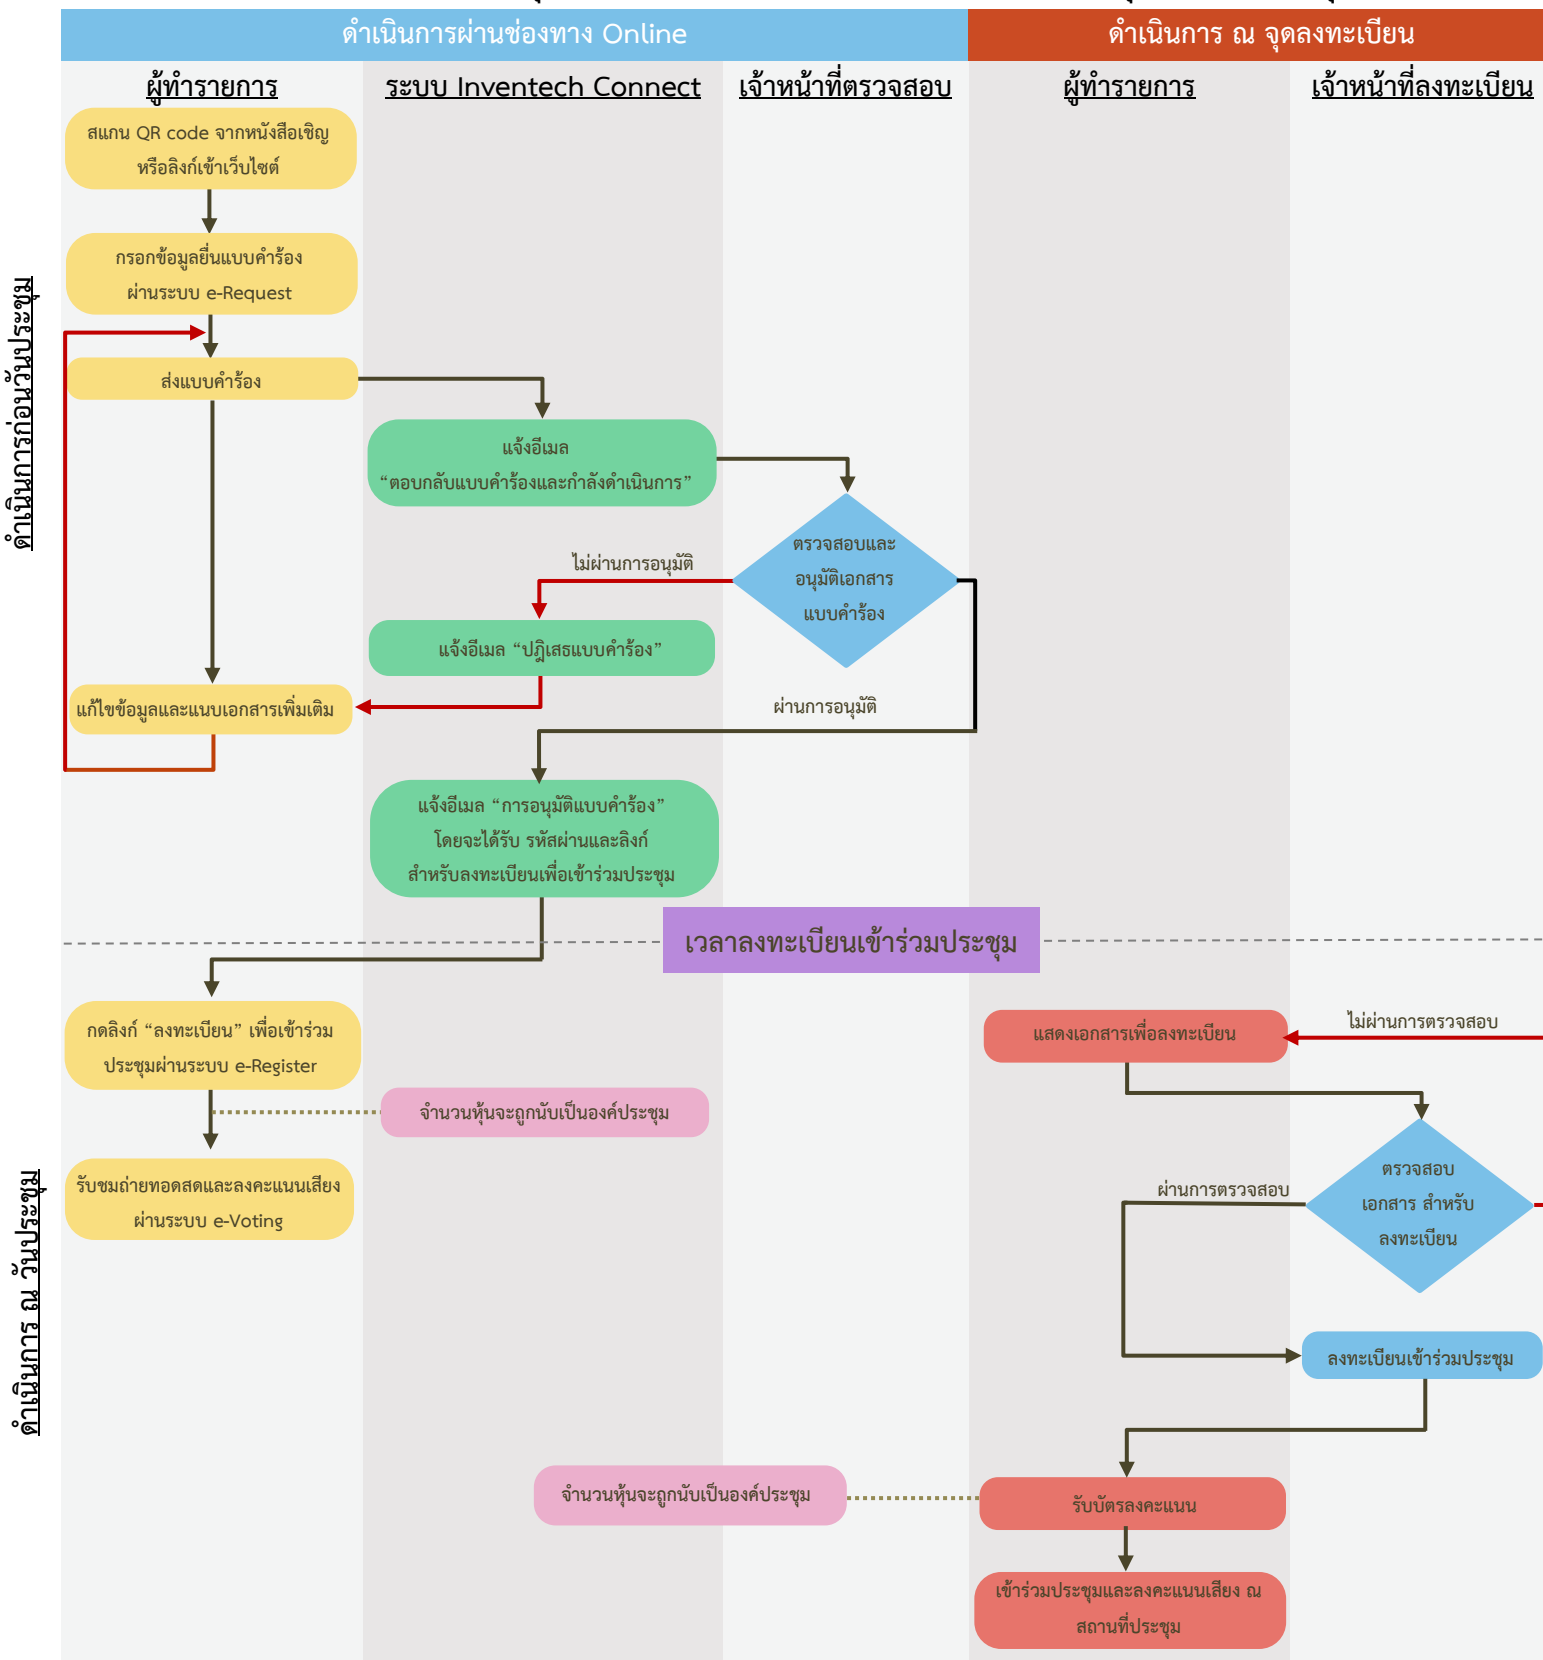 ดำเนินการผ่านช่องทาง Online
ดำเนินการ ณ จุดลงทะเบียน
ผู้ทำรายการ
ระบบ Inventech Connect
เจ้าหน้าที่ตรวจสอบ
ผู้ทำรายการ
เจ้าหน้าที่ลงทะเบียน
ดำเนินการก่อนวันประชุม
สแกน QR code จากหนังสือเชิญ
หรือลิงก์เข้าเว็บไซต์
กรอกข้อมูลยื่นแบบคำร้อง
ผ่านระบบ e-Request
ส่งแบบคำร้อง
แจ้งอีเมล
“ตอบกลับแบบคำร้องและกำลังดำเนินการ”
ตรวจสอบและ
อนุมัติเอกสาร
แบบคำร้อง
ไม่ผ่านการอนุมัติ
แจ้งอีเมล “ปฎิเสธแบบคำร้อง”
แก้ไขข้อมูลและแนบเอกสารเพิ่มเติม
ผ่านการอนุมัติ
แจ้งอีเมล “การอนุมัติแบบคำร้อง”
โดยจะได้รับ รหัสผ่านและลิงก์
สำหรับลงทะเบียนเพื่อเข้าร่วมประชุม
เวลาลงทะเบียนเข้าร่วมประชุม
ดำเนินการ ณ วันประชุม
กดลิงก์ “ลงทะเบียน” เพื่อเข้าร่วม
ประชุมผ่านระบบ e-Register
จำนวนหุ้นจะถูกนับเป็นองค์ประชุม
รับชมถ่ายทอดสดและลงคะแนนเสียง
ผ่านระบบ e-Voting
แสดงเอกสารเพื่อลงทะเบียน
ไม่ผ่านการตรวจสอบ
ตรวจสอบ
เอกสาร สำหรับ
ลงทะเบียน
ผ่านการตรวจสอบ
ลงทะเบียนเข้าร่วมประชุม
จำนวนหุ้นจะถูกนับเป็นองค์ประชุม
รับบัตรลงคะแนน
เข้าร่วมประชุมและลงคะแนนเสียง ณ
สถานที่ประชุม